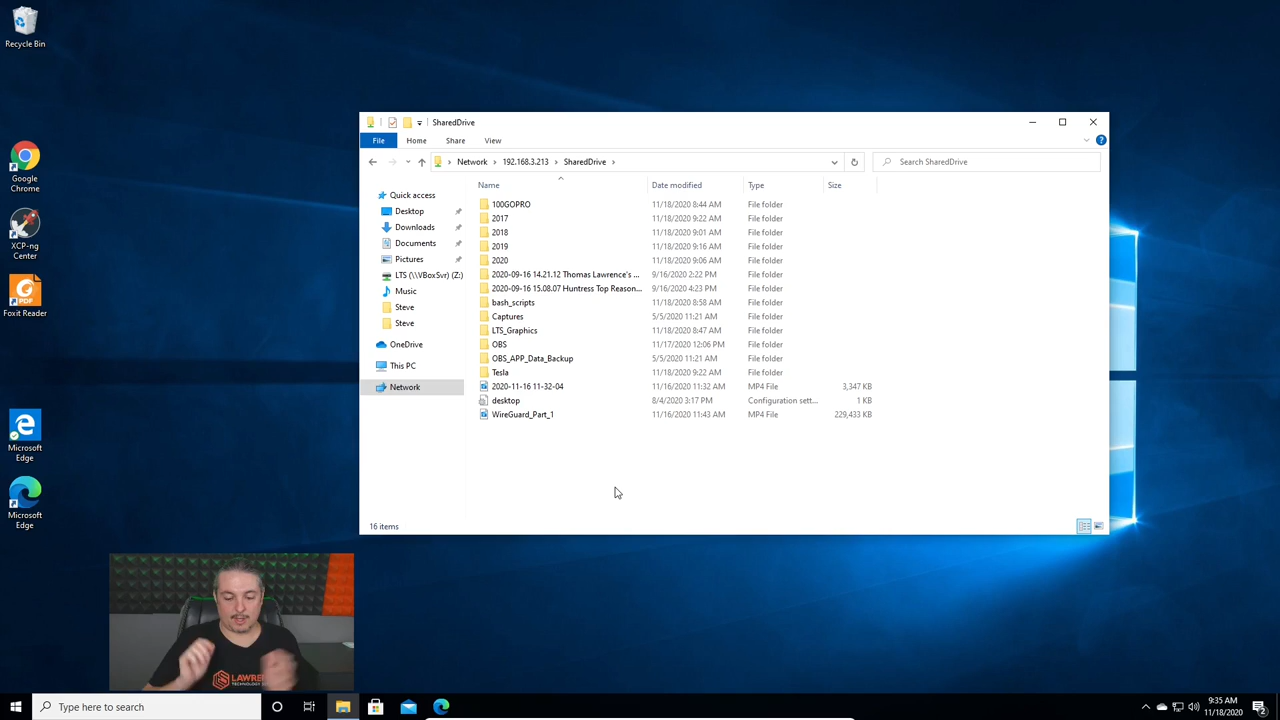 Recycle Bin
Google
Chrome
XCP-ng
Center
Foxit Reader
Microsoft
Edge
Microsoft
Edge
SharedDrive
File Home Share View
Network 192.168.3.213 SharedDrive
Search SharedDrive
Name Date modified Type Size
Quick access
Desktop
Downloads
Documents
Pictures
LTS (\\VBoxSvr) (Z:)
Music
Steve
Steve
OneDrive
This PC
Network
100GOPRO 11/18/2020 8:44 AM File folder
2017 11/18/2020 9:22 AM File folder
2018 11/18/2020 9:01 AM File folder
2019 11/18/2020 9:16 AM File folder
2020 11/18/2020 9:06 AM File folder
2020-09-16 14.21.12 Thomas Lawrence's ... 9/16/2020 2:22 PM File folder
2020-09-16 15.08.07 Huntress Top Reason... 9/16/2020 4:23 PM File folder
bash_scripts 11/18/2020 8:58 AM File folder
Captures 5/5/2020 11:21 AM File folder
LTS_Graphics 11/18/2020 8:47 AM File folder
OBS 11/17/2020 12:06 PM File folder
OBS_APP_Data_Backup 5/5/2020 11:21 AM File folder
Tesla 11/18/2020 9:22 AM File folder
2020-11-16 11-32-04 11/16/2020 11:32 AM MP4 File 3,347 KB
desktop 8/4/2020 3:17 PM Configuration sett... 1 KB
WireGuard_Part_1 11/16/2020 11:43 AM MP4 File 229,433 KB
16 items
Type here to search
9:35 AM
11/18/2020
2